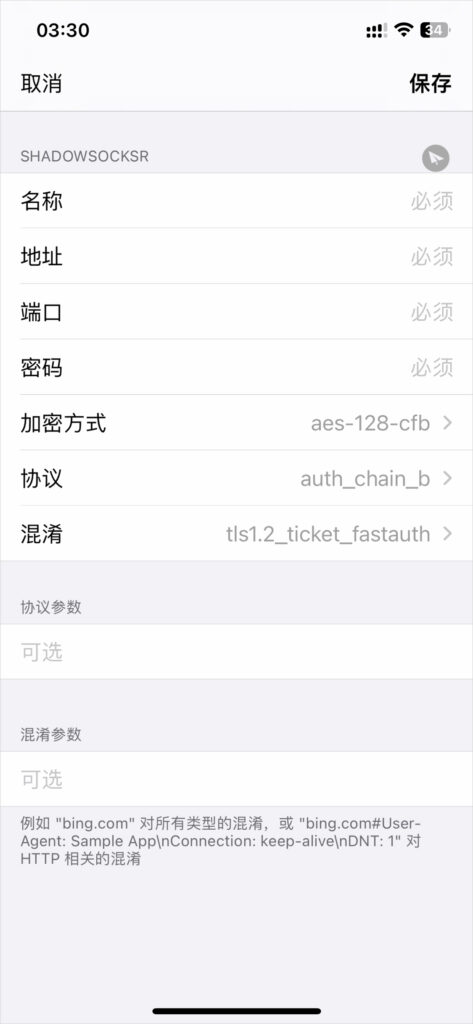 03:30
34
取消 保存
SHADOWSOCKSR
名称 必须
地址 必须
端口 必须
密码 必须
加密方式 aes-128-cfb
协议 auth_chain_b
混淆 tls1.2_ticket_fastauth
协议参数
可选
混淆参数
可选
例如 "bing.com" 对所有类型的混淆，或 "bing.com#User-
Agent: Sample App\nConnection: keep-alive\nDNT: 1" 对
HTTP 相关的混淆